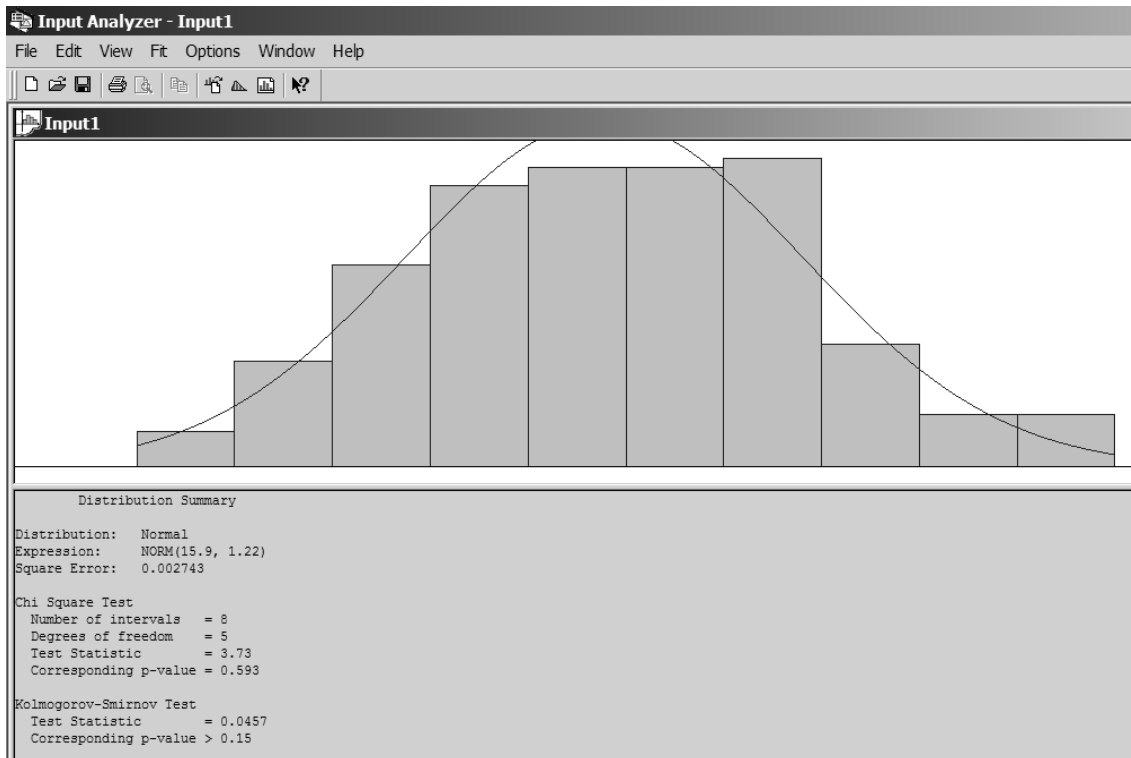 Input Analyzer - Input1
File Edit View Fit Options Window Help
Input1
Distribution Summary
Distribution: Normal
Expression: NORM(15.9, 1.22)
Square Error: 0.002743
Chi Square Test
Number of intervals = 8
Degrees of freedom = 5
Test Statistic = 3.73
Corresponding p-value = 0.593
Kolmogorov-Smirnov Test
Test Statistic = 0.0457
Corresponding p-value > 0.15